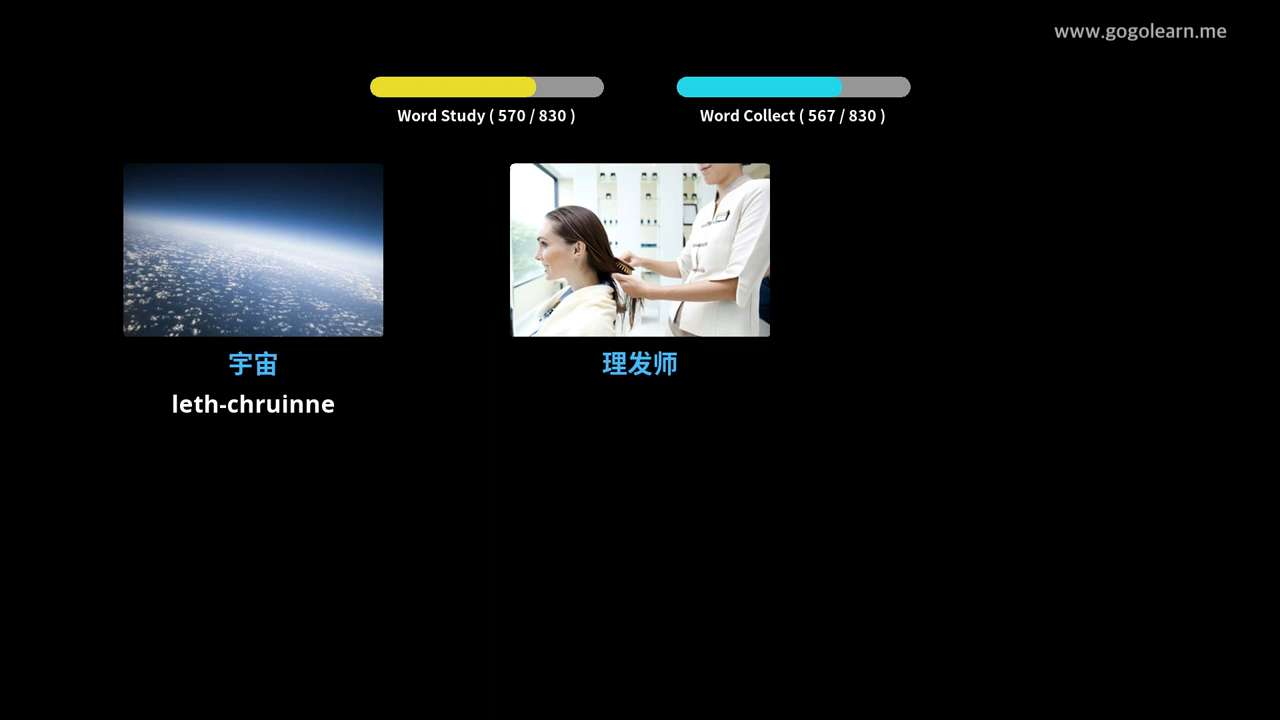 www.gogolearn.me
Word Study ( 570 / 830 )
Word Collect ( 567 / 830 )
宇宙
理发师
leth-chruinne